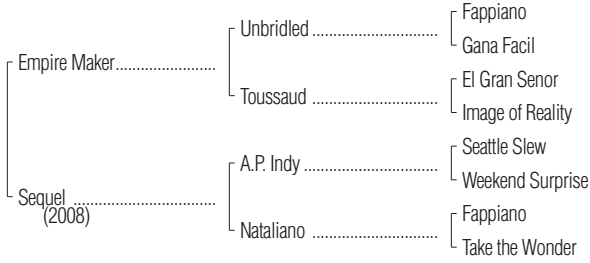 Fappiano
Unbridled ..............................
Gana Facil
Empire Maker........................
El Gran Senor
Toussaud ..............................
Image of Reality
Seattle Slew
A.P. Indy ................................
Weekend Surprise
Sequel ..................................
(2008)
Fappiano
Nataliano ..............................
Take the Wonder